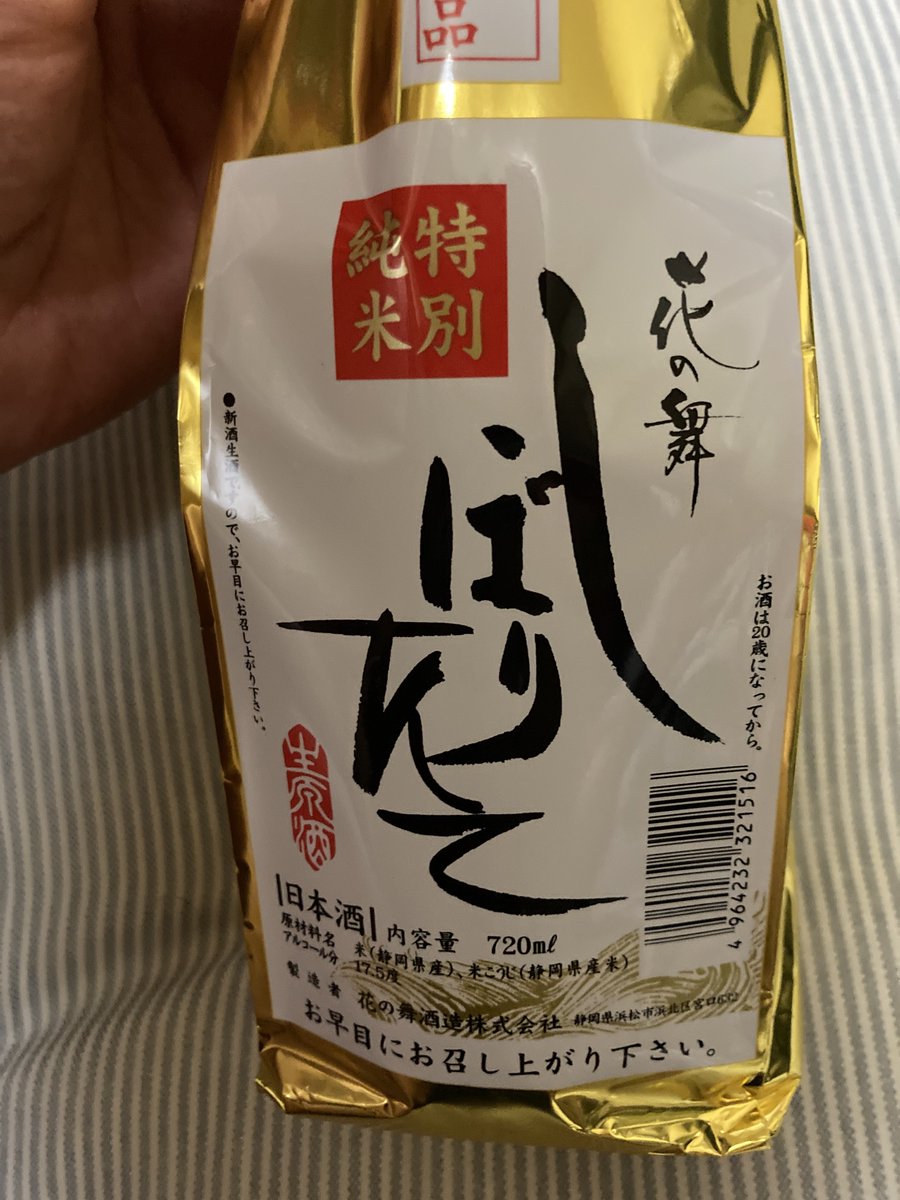 品
特別
純米
花の舞
しぼりたんて
お酒は20歳になってから。
●新酒生酒ですので、お早目にお召し上がり下さい。
生原酒
日本酒
内容量 720ml
原材料名 米(静岡県産)、米こうじ(静岡県産米)
アルコール分 17.5度
製造者 花の舞酒造株式会社 静岡県浜松市浜北区宮口632
お早目にお召し上がり下さい。
4 964232 321516